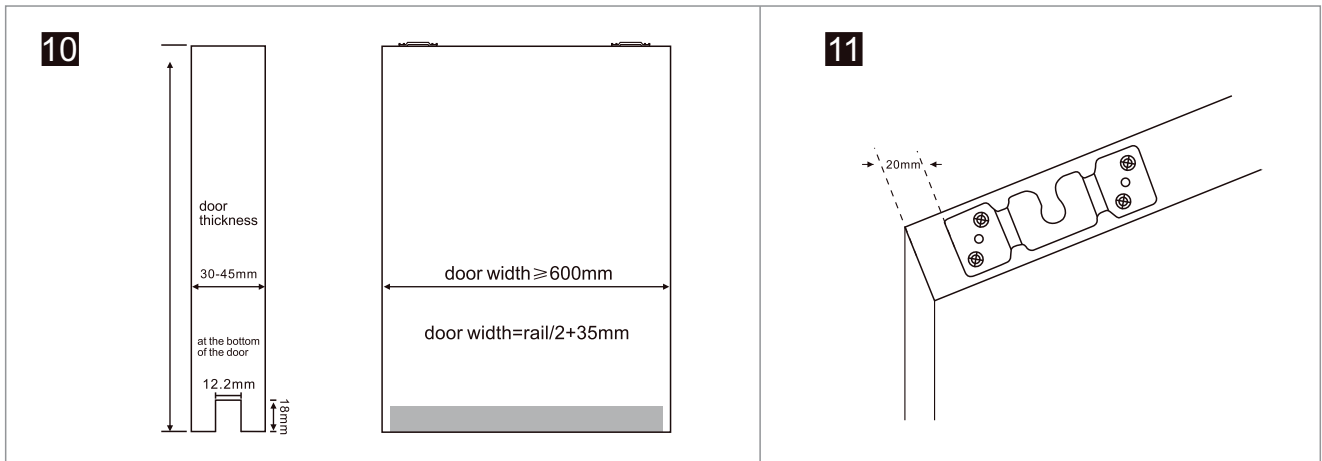 10
door
thickness
30-45mm
at the bottom
of the door
12.2mm
18mm
door width≥600mm
door width=rail/2+35mm
11
20mm